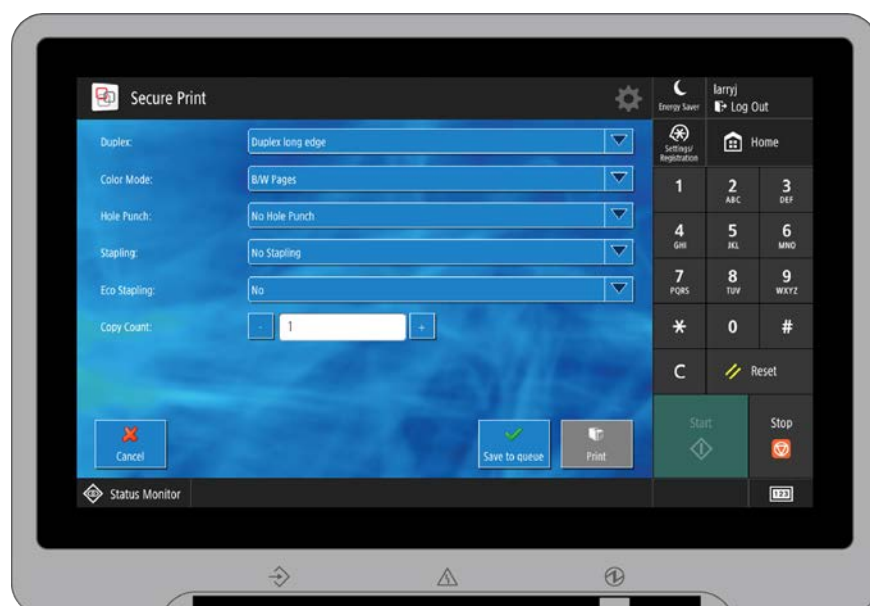 Secure Print
Energy Saver
larryj
Log Out
Duplex:
Duplex long edge
Settings/
Registration
Home
Color Mode:
B/W Pages
Hole Punch:
No Hole Punch
Stapling:
No Stapling
Eco Stapling:
No
Copy Count:
- 1 +
1
2
ABC
3
DEF
4
GHI
5
JKL
6
MNO
7
PQRS
8
TUV
9
WXYZ
* 0 #
C
Reset
Cancel
Save to queue
Print
Start
Stop
Status Monitor
123